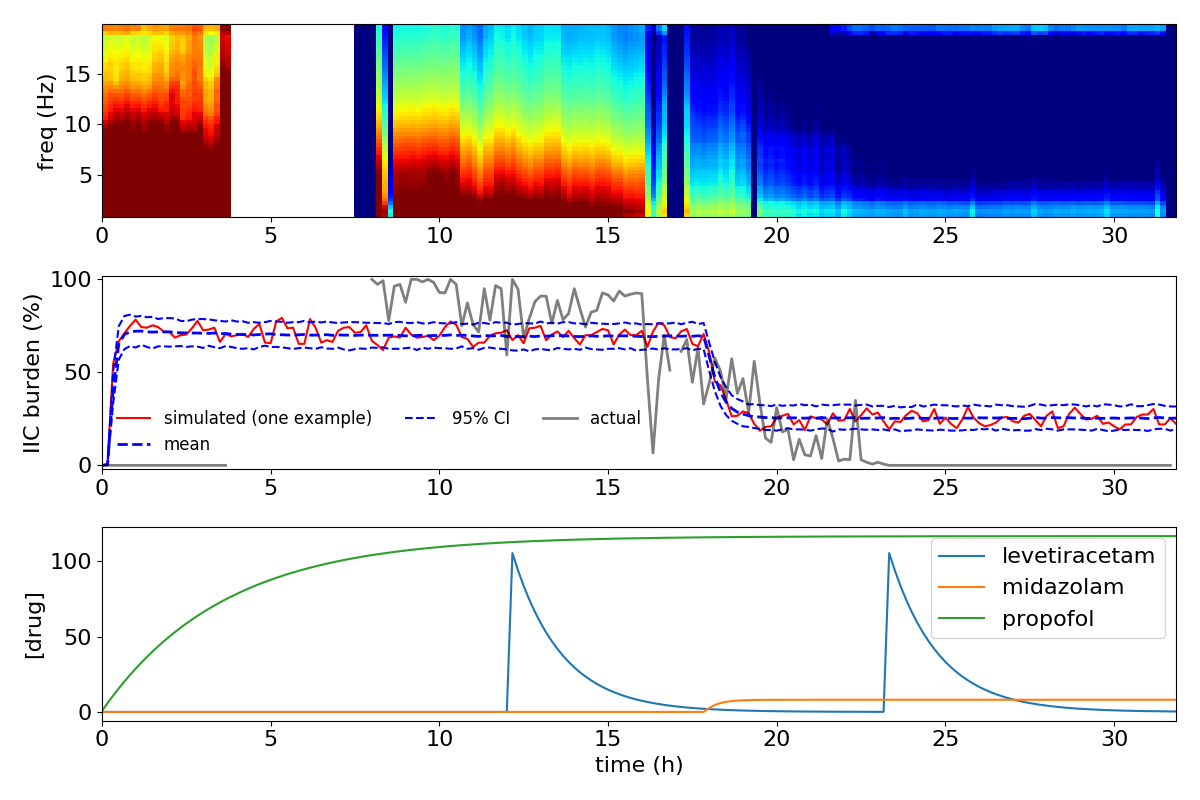 freq (Hz)
15
10
5
0 5 10 15 20 25 30
IIC burden (%)
100
50
0
simulated (one example) 95% CI actual
mean
0 5 10 15 20 25 30
[drug]
100
50
0
levetiracetam
midazolam
propofol
0 5 10 15 20 25 30
time (h)